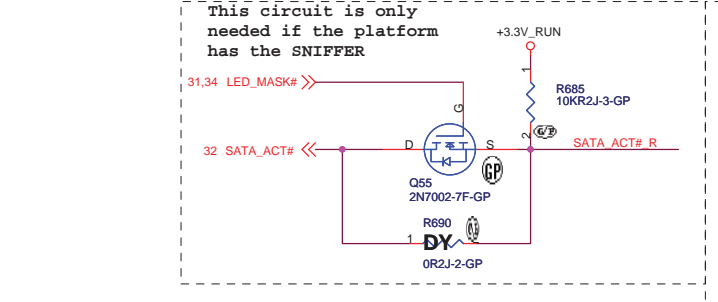 This circuit is only
needed if the platform
has the SNIFFER
+3.3V_RUN
31,34 LED_MASK#
1
R685
10KR2J-3-GP
G
2
32 SATA_ACT#
D
S
SATA_ACT#_R
GP
Q55
2N7002-7F-GP
R690
1
DY
0R2J-2-GP